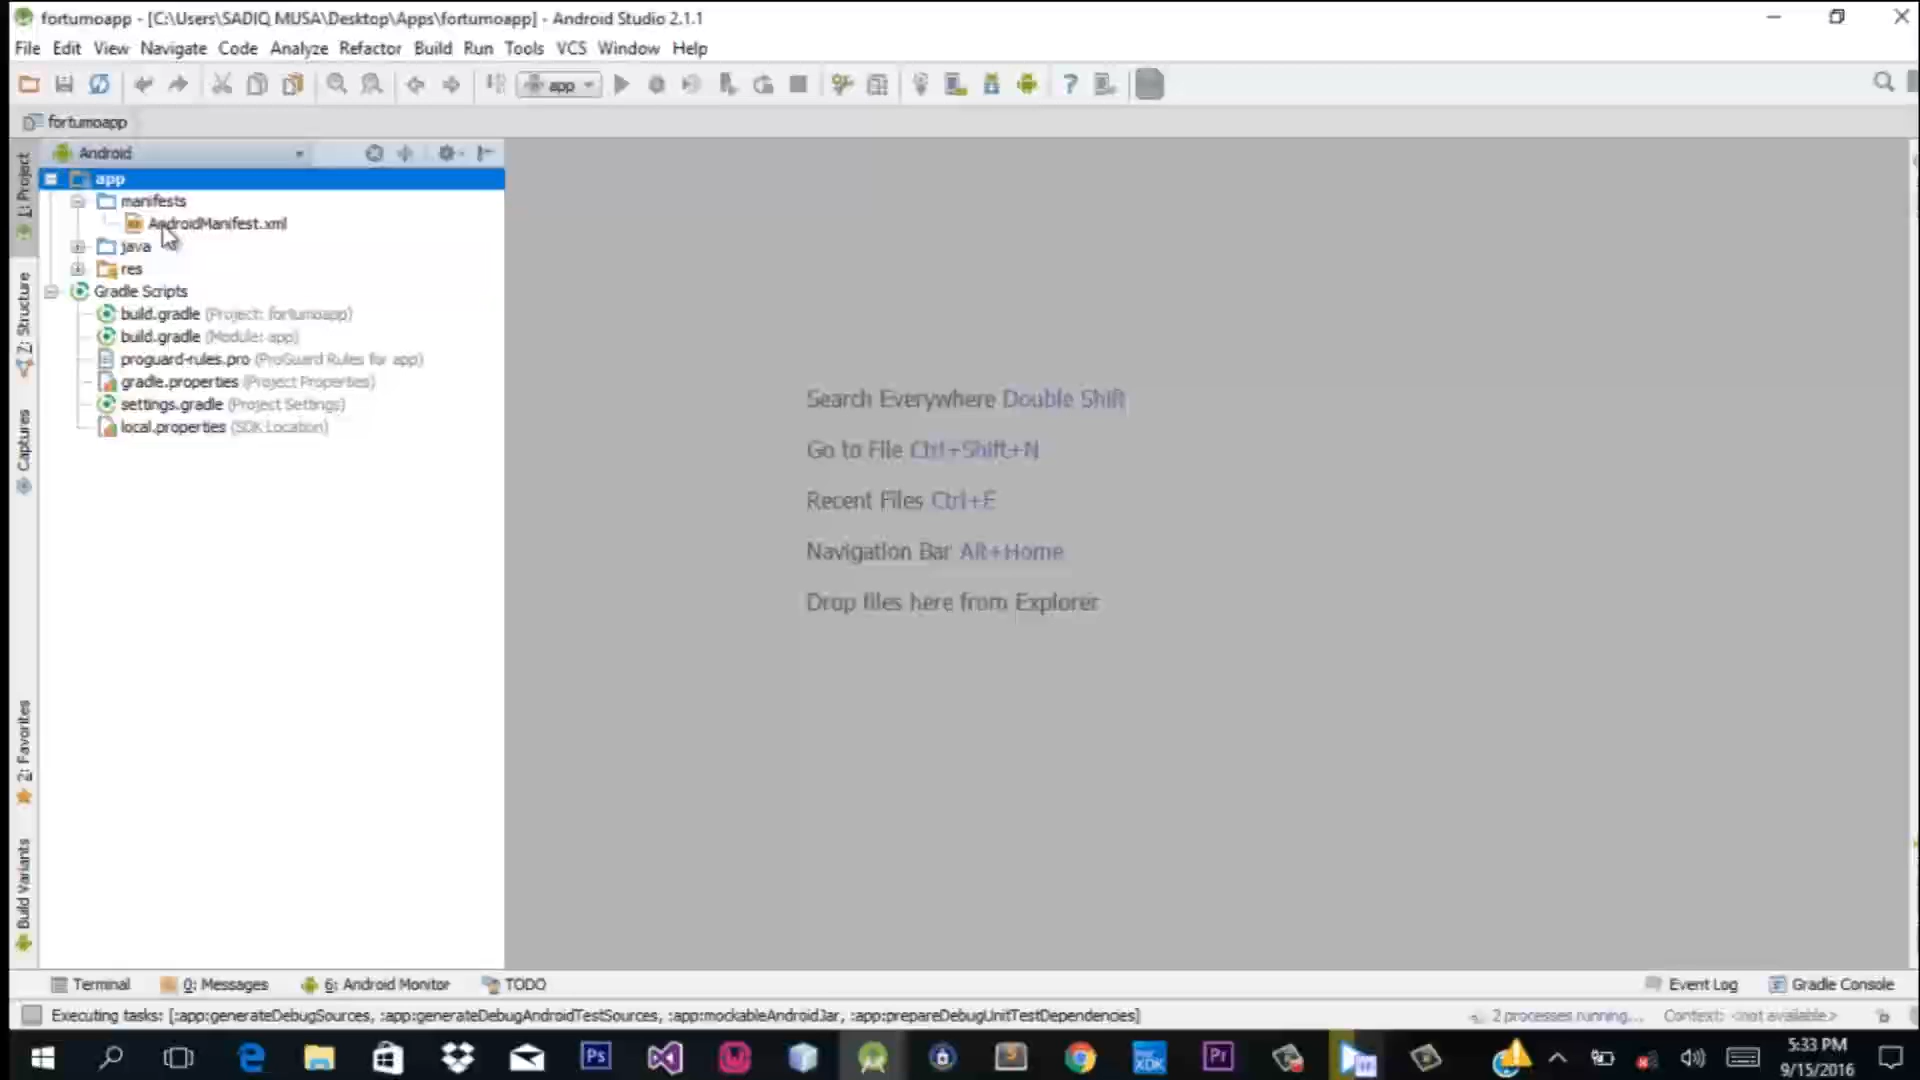 fortumoapp - [C:\Users\SADIQ MUSA\Desktop\Apps\fortumoapp] - Android Studio 2.1.1
File Edit View Navigate Code Analyze Refactor Build Run Tools VCS Window Help
app
fortumoapp
Android
1: Project
app
manifests
AndroidManifest.xml
java
res
Gradle Scripts
build.gradle (Project: fortumoapp)
build.gradle (Module: app)
proguard-rules.pro (ProGuard Rules for app)
gradle.properties (Project Properties)
settings.gradle (Project Settings)
local.properties (SDK Location)
Z: Structure
Captures
2: Favorites
Build Variants
Search Everywhere Double Shift
Go to File Ctrl+Shift+N
Recent Files Ctrl+E
Navigation Bar Alt+Home
Drop files here from Explorer
Terminal 0: Messages 6: Android Monitor TODO Event Log Gradle Console
Executing tasks: [:app:generateDebugSources, :app:generateDebugAndroidTestSources, :app:mockableAndroidJar, :app:prepareDebugUnitTestDependencies] 2 processes running... Context: <not available>
Ps
XDK
Pr
5:33 PM
9/15/2016